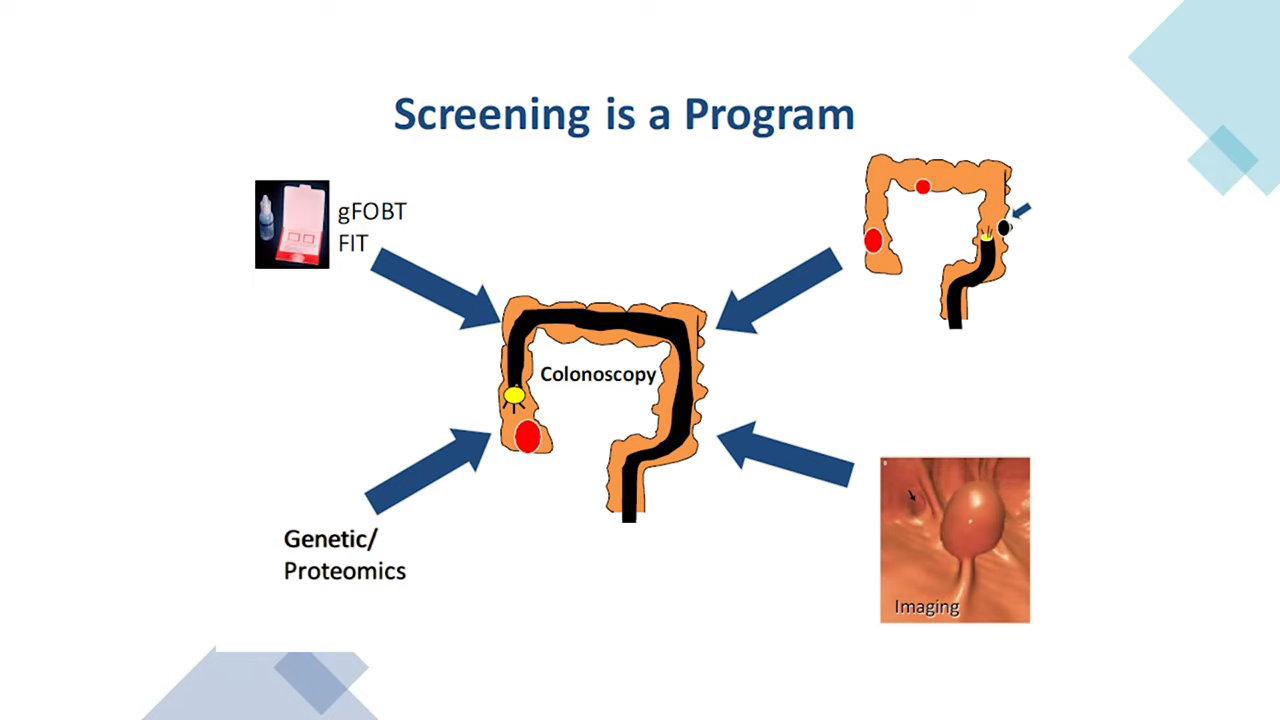 Screening is a Program
gFOBT
FIT
Colonoscopy
Genetic/
Proteomics
Imaging